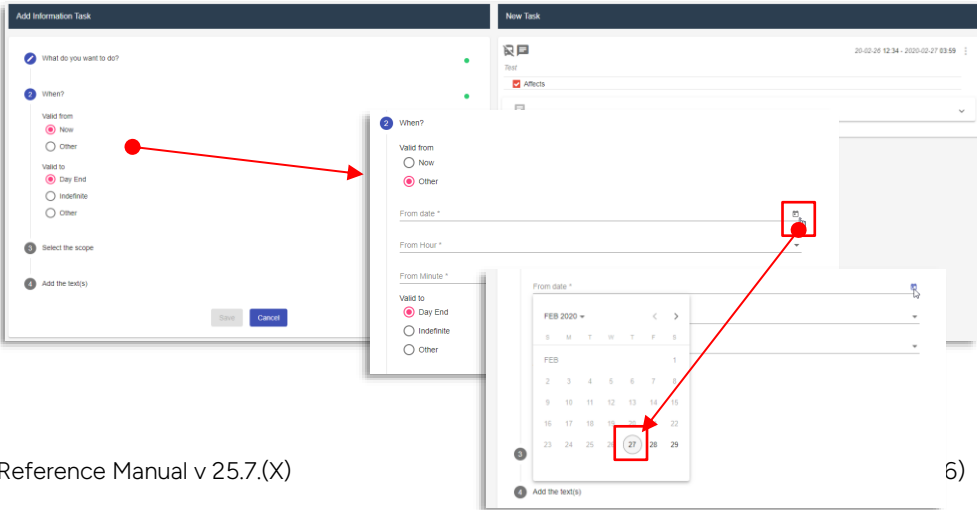 Add Information Task
What do you want to do?
2 When?
Valid from
Now
Other
Valid to
Day End
Indefinite
Other
3 Select the scope
4 Add the text(s)
Save Cancel
New Task
20-02-26 12:34 - 2020-02-27 03:59
Test
Affects
2 When?
Valid from
Now
Other
From date *
From Hour *
From Minute *
Valid to
Day End
Indefinite
Other
From date *
FEB 2020
S M T W T F S
FEB 1
2 3 4 5 6 7 8
9 10 11 12 13 14 15
16 17 18 19 20 21 22
23 24 25 26 27 28 29
3
4 Add the text(s)
Reference Manual v 25.7.(X)
6)